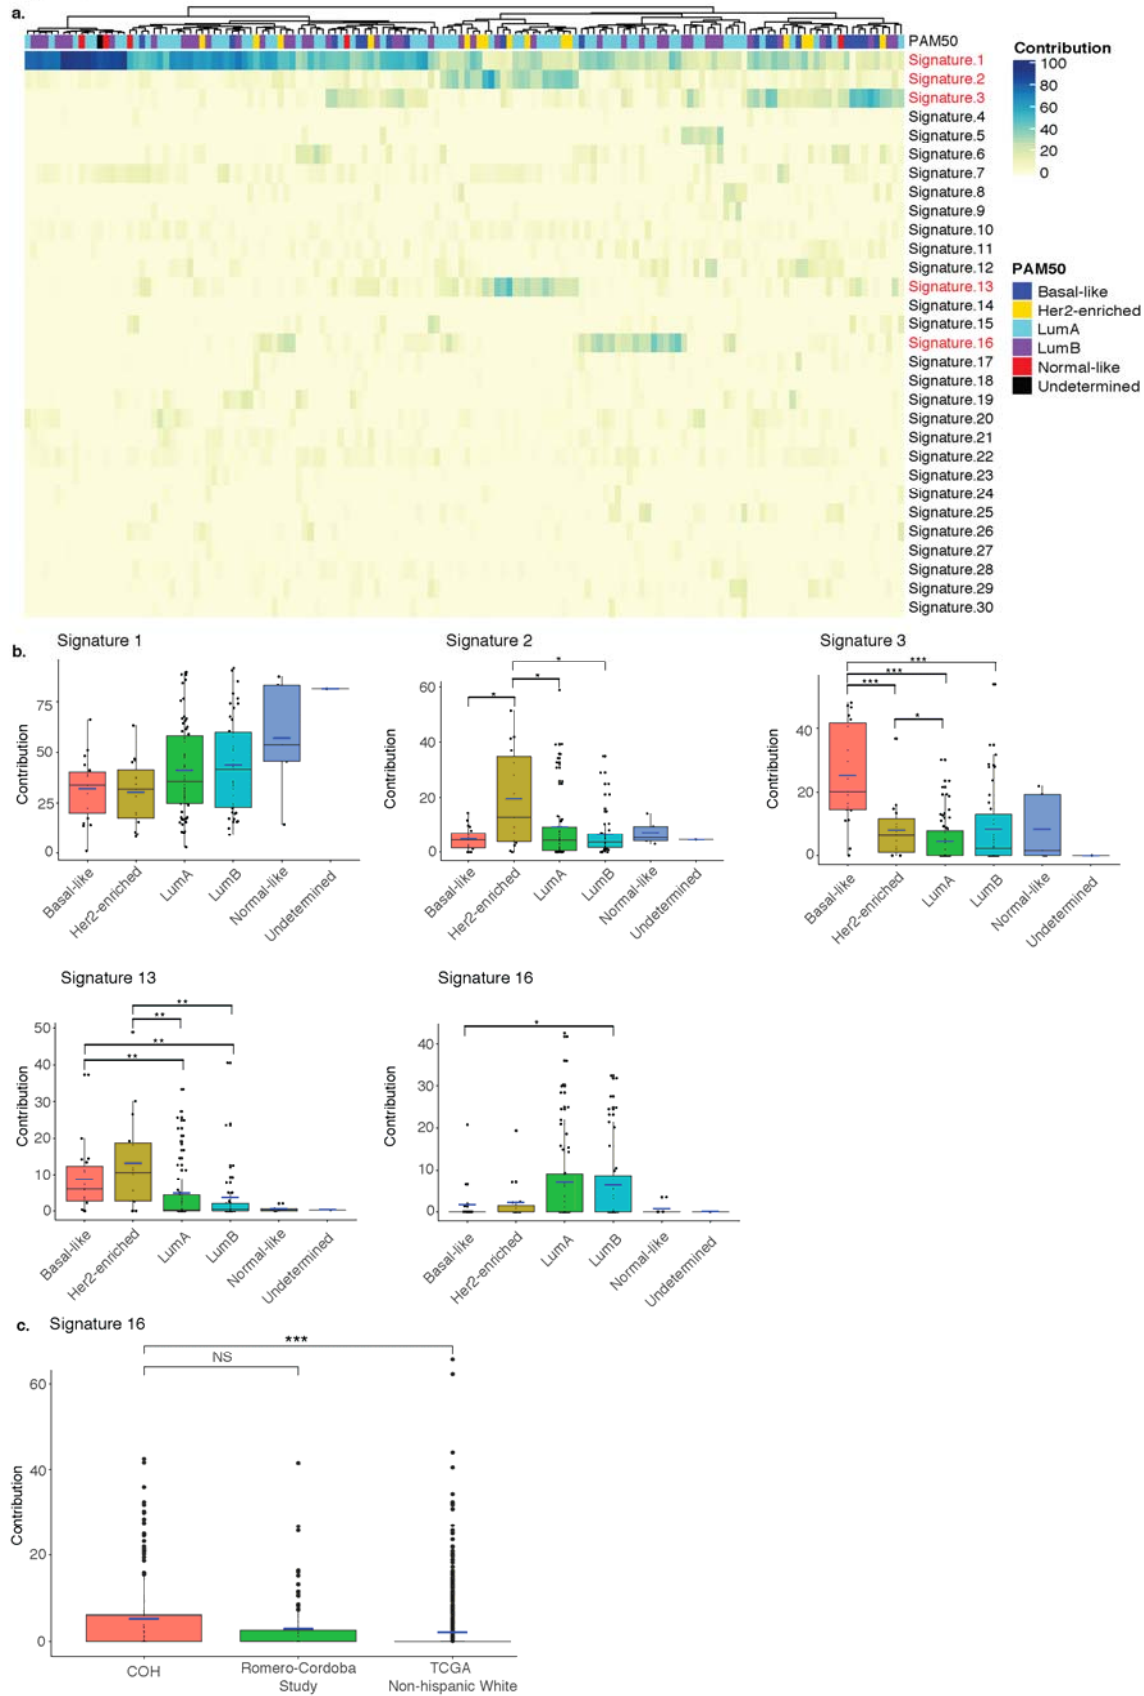 a.
PAM50
Signature.1
Signature.2
Signature.3
Signature.4
Signature.5
Signature.6
Signature.7
Signature.8
Signature.9
Signature.10
Signature.11
Signature.12
Signature.13
Signature.14
Signature.15
Signature.16
Signature.17
Signature.18
Signature.19
Signature.20
Signature.21
Signature.22
Signature.23
Signature.24
Signature.25
Signature.26
Signature.27
Signature.28
Signature.29
Signature.30
Contribution
100
80
60
40
20
0
PAM50
Basal-like
Her2-enriched
LumA
LumB
Normal-like
Undetermined
b.
Signature 1
Contribution
75
50
25
0
Basal-like
Her2-enriched
LumA
LumB
Normal-like
Undetermined
Signature 2
Contribution
60
40
20
0
*
*
*
Basal-like
Her2-enriched
LumA
LumB
Normal-like
Undetermined
Signature 3
Contribution
40
20
0
***
***
***
*
Basal-like
Her2-enriched
LumA
LumB
Normal-like
Undetermined
Signature 13
Contribution
50
40
30
20
10
0
**
**
**
**
Basal-like
Her2-enriched
LumA
LumB
Normal-like
Undetermined
Signature 16
Contribution
40
30
20
10
0
*
Basal-like
Her2-enriched
LumA
LumB
Normal-like
Undetermined
c.
Signature 16
Contribution
60
40
20
0
***
NS
COH
Romero-Cordoba
Study
TCGA
Non-hispanic White